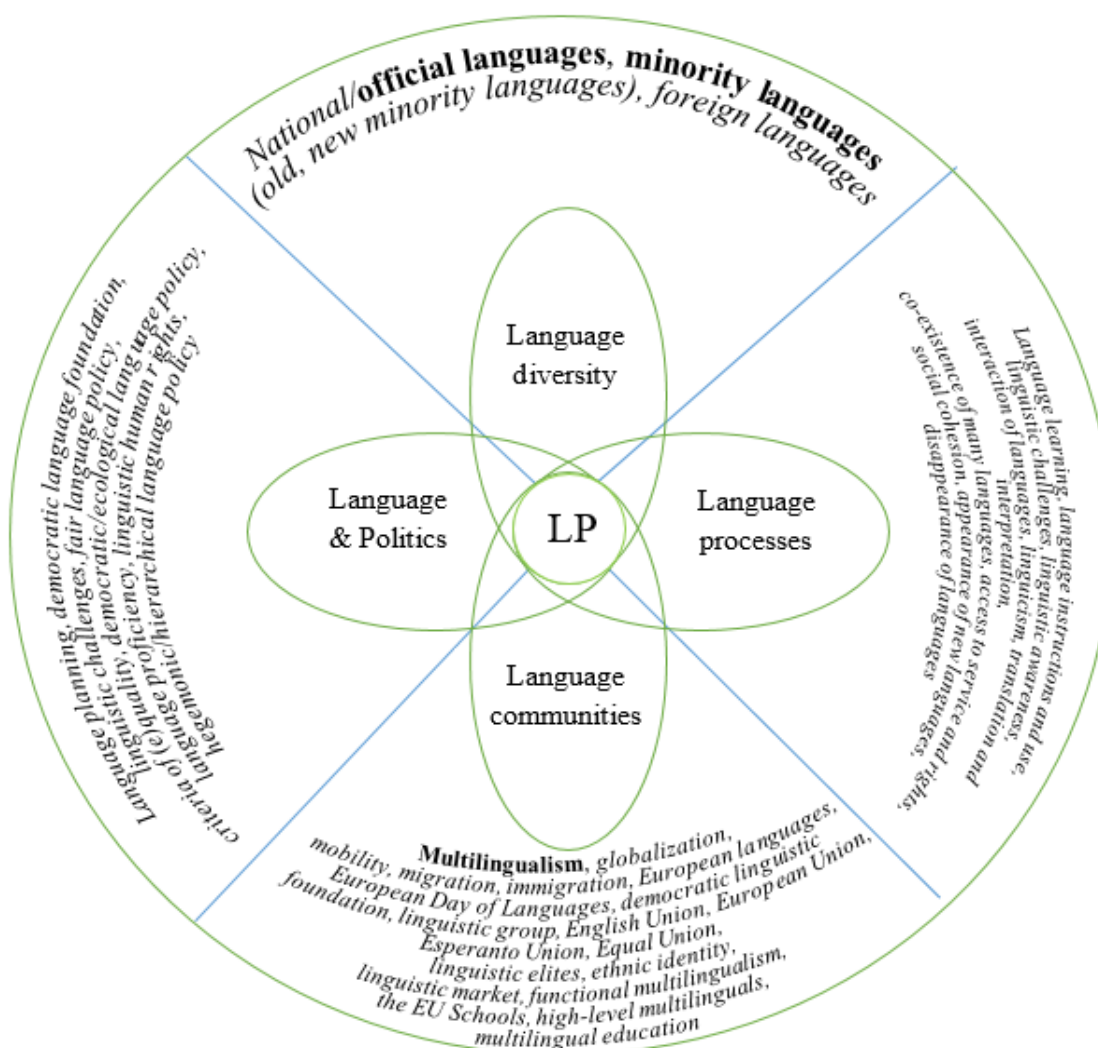 National/official languages, minority languages
(old, new minority languages), foreign languages
Language
diversity
Language planning, democratic language foundation,
linguistic challenges, fair language policy,
criteria of (e)quality, democratic/ecological language policy,
language proficiency, linguistic human rights,
hegemonic/hierarchical language policy
Language
& Politics
LP
Language
processes
Language learning, language instructions and use,
linguistic challenges, linguistic awareness,
interaction of languages, linguicism, translation and
interpretation,
co-existence of many languages, access to service and rights,
social cohesion, appearance of new languages,
disappearance of languages
Language
communities
Multilingualism, globalization,
mobility, migration, immigration, European languages,
European Day of Languages, democratic linguistic
foundation, linguistic group, English Union, European Union,
Esperanto Union, Equal Union,
linguistic elites, ethnic identity,
linguistic market, functional multilingualism,
the EU Schools, high-level multilinguals,
multilingual education